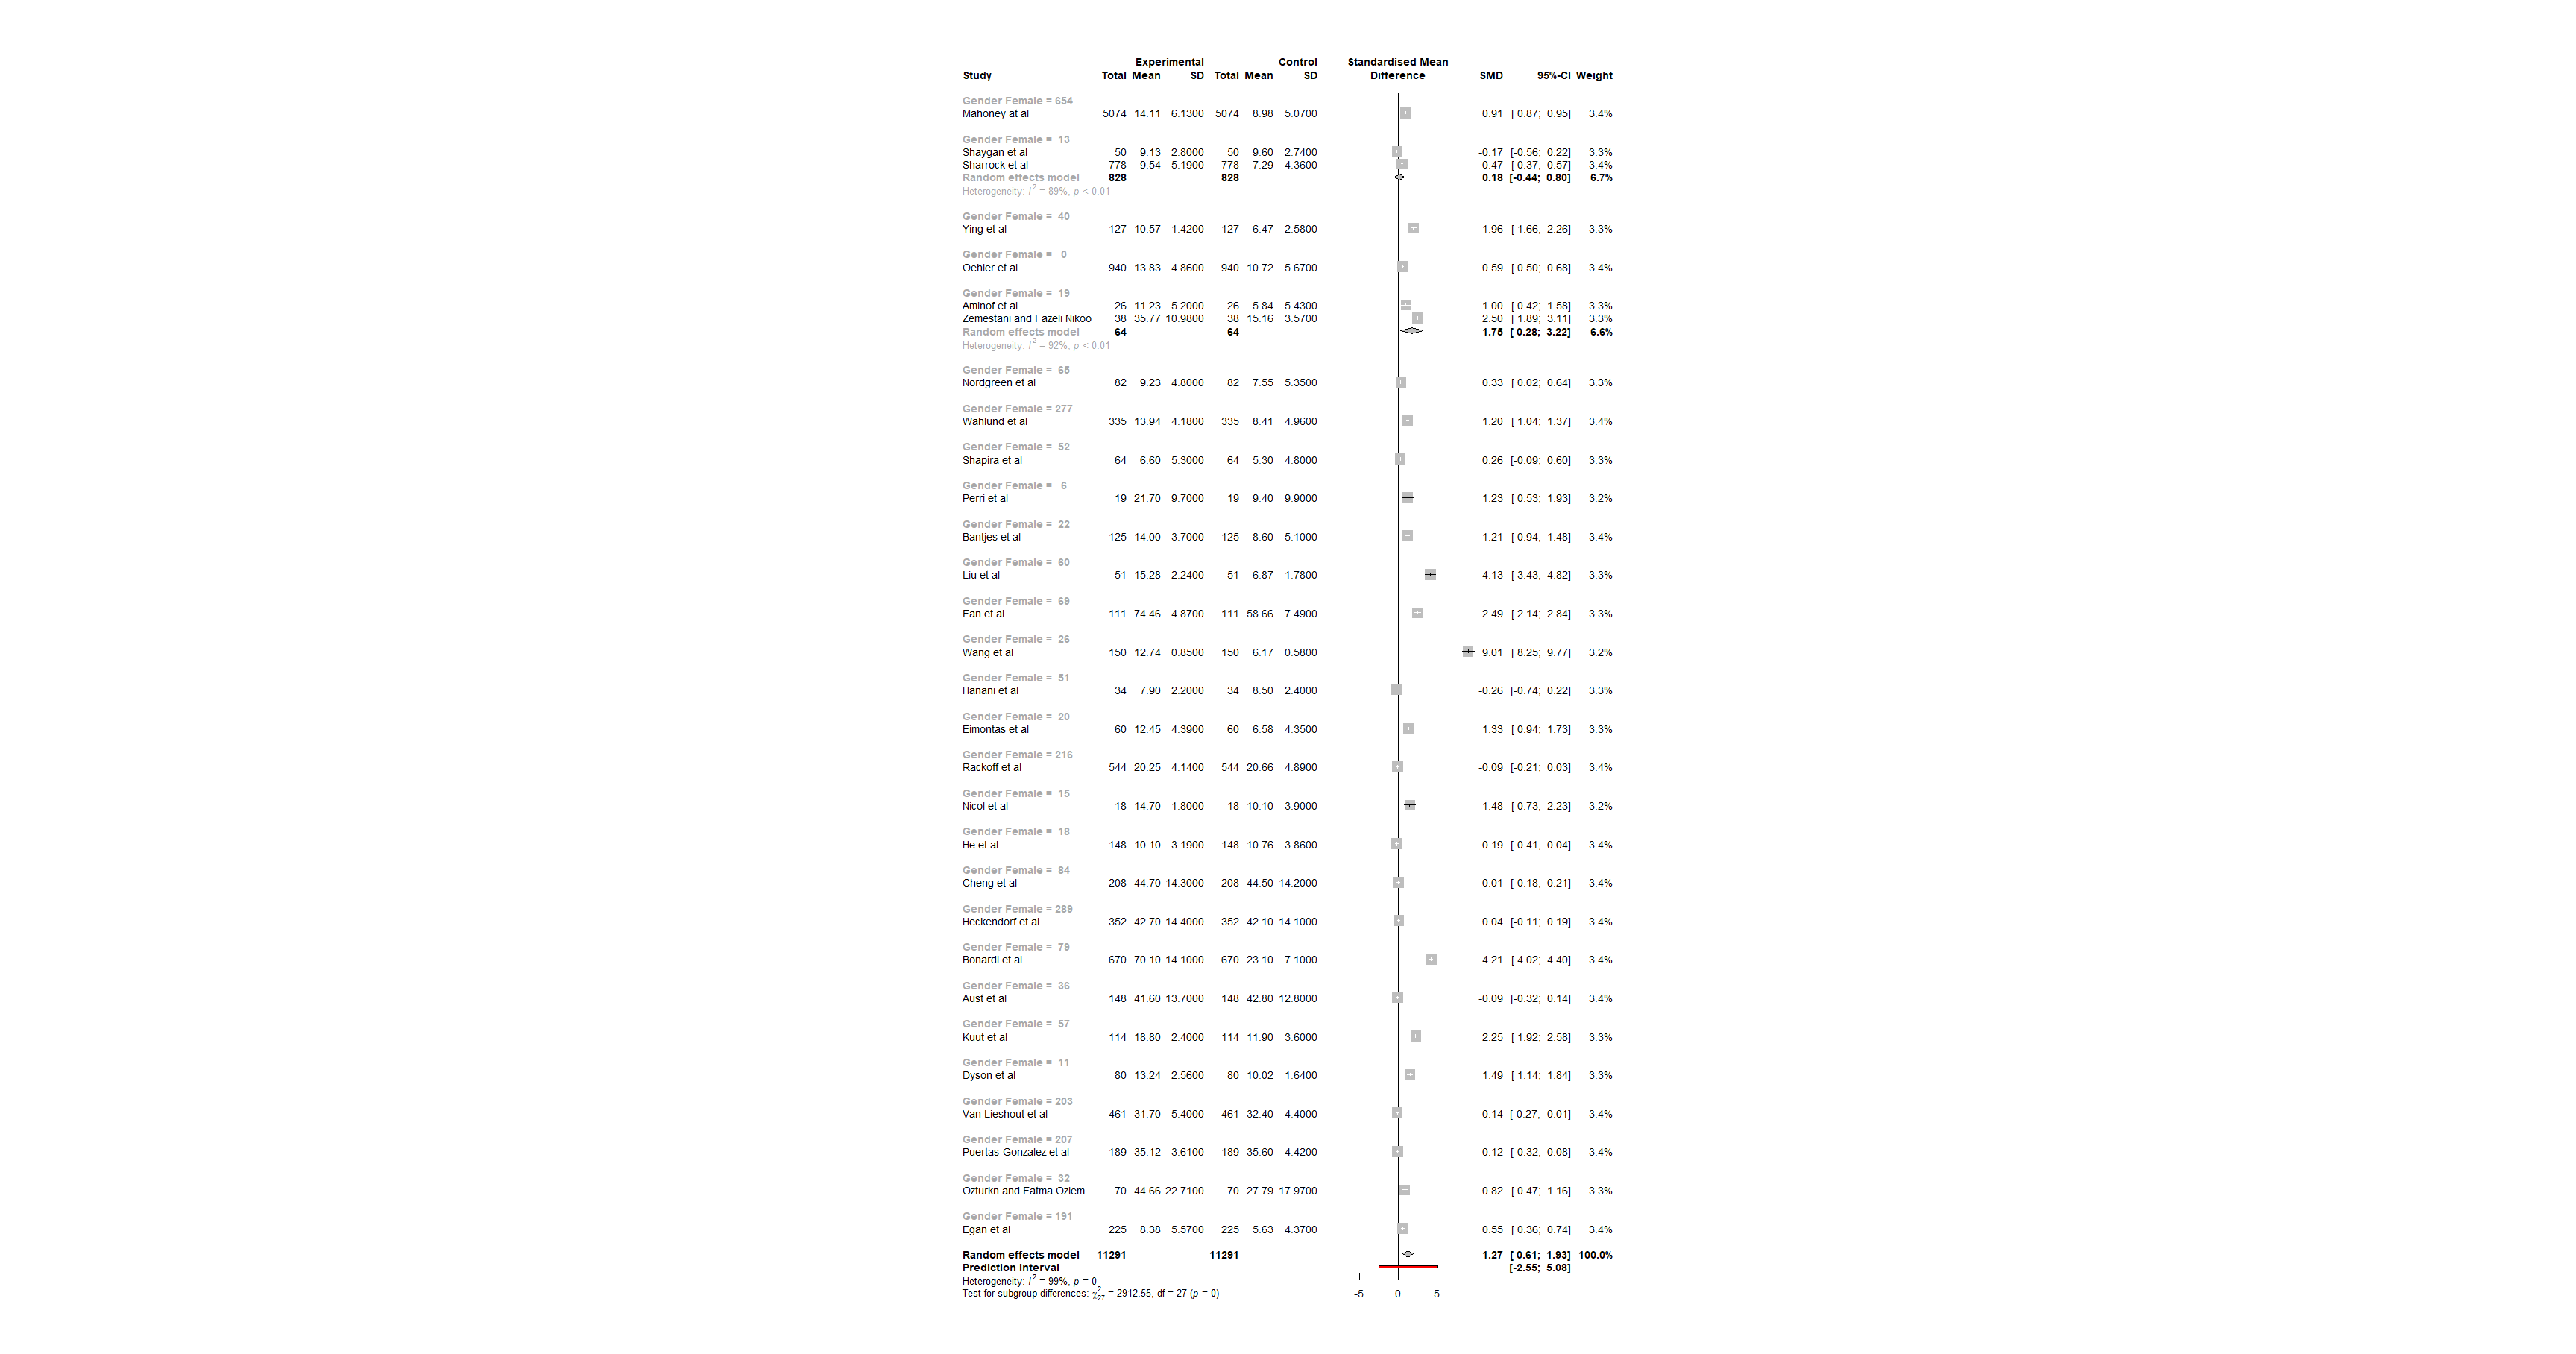 Experimental Control Standardised Mean
Study Total Mean SD Total Mean SD Difference SMD 95%-CI Weight
Gender Female = 654
Mahoney at al 5074 14.11 6.1300 5074 8.98 5.0700 0.91 [ 0.87; 0.95] 3.4%
Gender Female = 13
Shaygan et al 50 9.13 2.8000 50 9.60 2.7400 -0.17 [-0.56; 0.22] 3.3%
Sharrock et al 778 9.54 5.1900 778 7.29 4.3600 0.47 [ 0.37; 0.57] 3.4%
Random effects model 828 828 0.18 [-0.44; 0.80] 6.7%
Heterogeneity: I² = 89%, p < 0.01
Gender Female = 40
Ying et al 127 10.57 1.4200 127 6.47 2.5800 1.96 [ 1.66; 2.26] 3.3%
Gender Female = 0
Oehler et al 940 13.83 4.8600 940 10.72 5.6700 0.59 [ 0.50; 0.68] 3.4%
Gender Female = 19
Aminof et al 26 11.23 5.2000 26 5.84 5.4300 1.00 [ 0.42; 1.58] 3.3%
Zemestani and Fazeli Nikoo 38 35.77 10.9800 38 15.16 3.5700 2.50 [ 1.89; 3.11] 3.3%
Random effects model 64 64 1.75 [ 0.28; 3.22] 6.6%
Heterogeneity: I² = 92%, p < 0.01
Gender Female = 65
Nordgreen et al 82 9.23 4.8000 82 7.55 5.3500 0.33 [ 0.02; 0.64] 3.3%
Gender Female = 277
Wahlund et al 335 13.94 4.1800 335 8.41 4.9600 1.20 [ 1.04; 1.37] 3.4%
Gender Female = 52
Shapira et al 64 6.60 5.3000 64 5.30 4.8000 0.26 [-0.09; 0.60] 3.3%
Gender Female = 6
Perri et al 19 21.70 9.7000 19 9.40 9.9000 1.23 [ 0.53; 1.93] 3.2%
Gender Female = 22
Bantjes et al 125 14.00 3.7000 125 8.60 5.1000 1.21 [ 0.94; 1.48] 3.4%
Gender Female = 60
Liu et al 51 15.28 2.2400 51 6.87 1.7800 4.13 [ 3.43; 4.82] 3.3%
Gender Female = 69
Fan et al 111 74.46 4.8700 111 58.66 7.4900 2.49 [ 2.14; 2.84] 3.3%
Gender Female = 26
Wang et al 150 12.74 0.8500 150 6.17 0.5800 9.01 [ 8.25; 9.77] 3.2%
Gender Female = 51
Hanani et al 34 7.90 2.2000 34 8.50 2.4000 -0.26 [-0.74; 0.22] 3.3%
Gender Female = 20
Eimontas et al 60 12.45 4.3900 60 6.58 4.3500 1.33 [ 0.94; 1.73] 3.3%
Gender Female = 216
Rackoff et al 544 20.25 4.1400 544 20.66 4.8900 -0.09 [-0.21; 0.03] 3.4%
Gender Female = 15
Nicol et al 18 14.70 1.8000 18 10.10 3.9000 1.48 [ 0.73; 2.23] 3.2%
Gender Female = 18
He et al 148 10.10 3.1900 148 10.76 3.8600 -0.19 [-0.41; 0.04] 3.4%
Gender Female = 84
Cheng et al 208 44.70 14.3000 208 44.50 14.2000 0.01 [-0.18; 0.21] 3.4%
Gender Female = 289
Heckendorf et al 352 42.70 14.4000 352 42.10 14.1000 0.04 [-0.11; 0.19] 3.4%
Gender Female = 79
Bonardi et al 670 70.10 14.1000 670 23.10 7.1000 4.21 [ 4.02; 4.40] 3.4%
Gender Female = 36
Aust et al 148 41.60 13.7000 148 42.80 12.8000 -0.09 [-0.32; 0.14] 3.4%
Gender Female = 57
Kuut et al 114 18.80 2.4000 114 11.90 3.6000 2.25 [ 1.92; 2.58] 3.3%
Gender Female = 11
Dyson et al 80 13.24 2.5600 80 10.02 1.6400 1.49 [ 1.14; 1.84] 3.3%
Gender Female = 203
Van Lieshout et al 461 31.70 5.4000 461 32.40 4.4000 -0.14 [-0.27; -0.01] 3.4%
Gender Female = 207
Puertas-Gonzalez et al 189 35.12 3.6100 189 35.60 4.4200 -0.12 [-0.32; 0.08] 3.4%
Gender Female = 32
Ozturkn and Fatma Ozlem 70 44.66 22.7100 70 27.79 17.9700 0.82 [ 0.47; 1.16] 3.3%
Gender Female = 191
Egan et al 225 8.38 5.5700 225 5.63 4.3700 0.55 [ 0.36; 0.74] 3.4%
Random effects model 11291 11291 1.27 [ 0.61; 1.93] 100.0%
Prediction interval [-2.55; 5.08]
Heterogeneity: I² = 99%, p = 0
Test for subgroup differences: χ²₂₇ = 2912.55, df = 27 (p = 0) -5 0 5